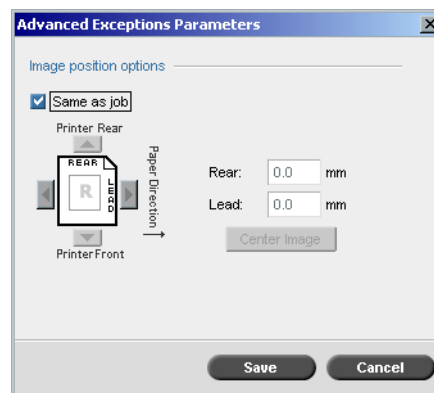 Advanced Exceptions Parameters
Image position options
Same as job
Printer Rear
REAR
R
LEAD
Paper Direction
Printer Front
Rear: 0.0 mm
Lead: 0.0 mm
Center Image
Save Cancel